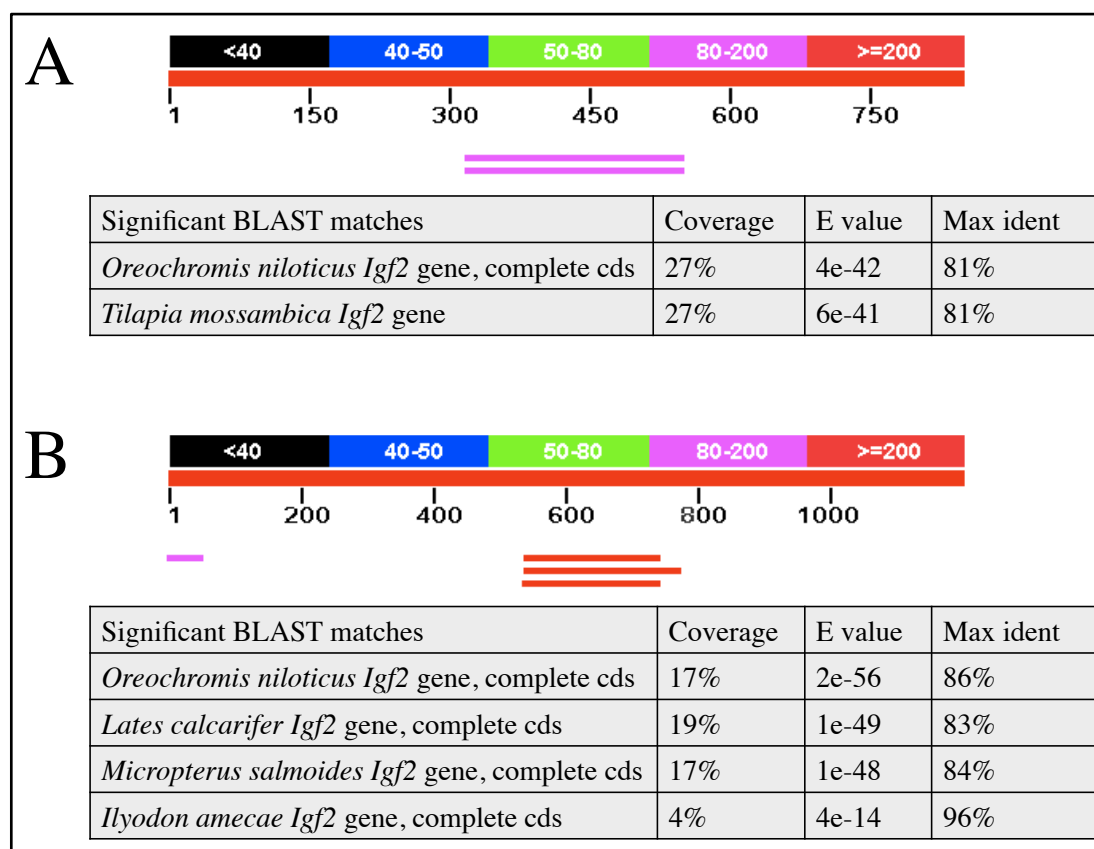 A
<40 40-50 50-80 80-200 >=200
1 150 300 450 600 750
Significant BLAST matches Coverage E value Max ident
Oreochromis niloticus Igf2 gene, complete cds 27% 4e-42 81%
Tilapia mossambica Igf2 gene 27% 6e-41 81%
B
<40 40-50 50-80 80-200 >=200
1 200 400 600 800 1000
Significant BLAST matches Coverage E value Max ident
Oreochromis niloticus Igf2 gene, complete cds 17% 2e-56 86%
Lates calcarifer Igf2 gene, complete cds 19% 1e-49 83%
Micropterus salmoides Igf2 gene, complete cds 17% 1e-48 84%
Ilyodon amecae Igf2 gene, complete cds 4% 4e-14 96%